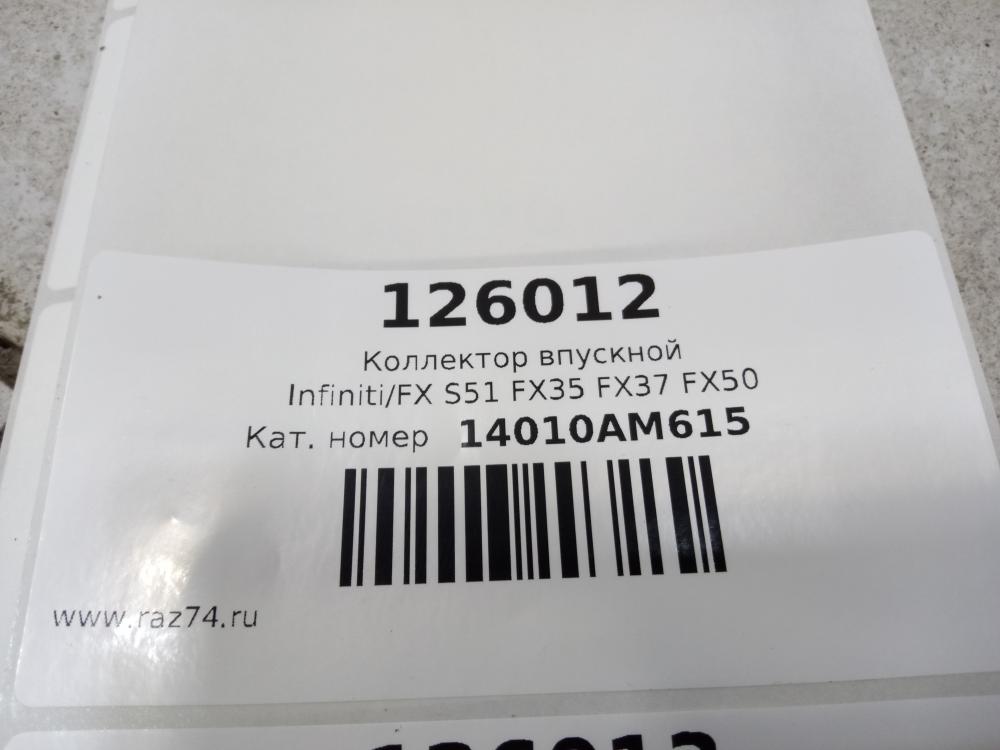 126012
Коллектор впускной
Infiniti/FX S51 FX35 FX37 FX50
Кат. номер 14010AM615
www.raz74.ru